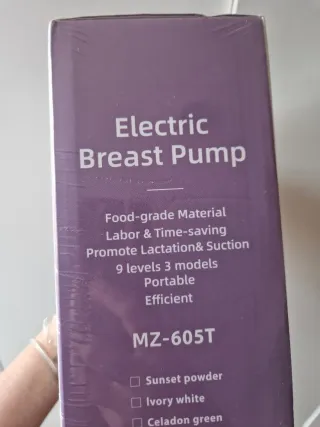 Electric
Breast Pump
Food-grade Material
Labor & Time-saving
Promote Lactation& Suction
9 levels 3 models
Portable
Efficient
MZ-605T
Sunset powder
Ivory white
Celadon green